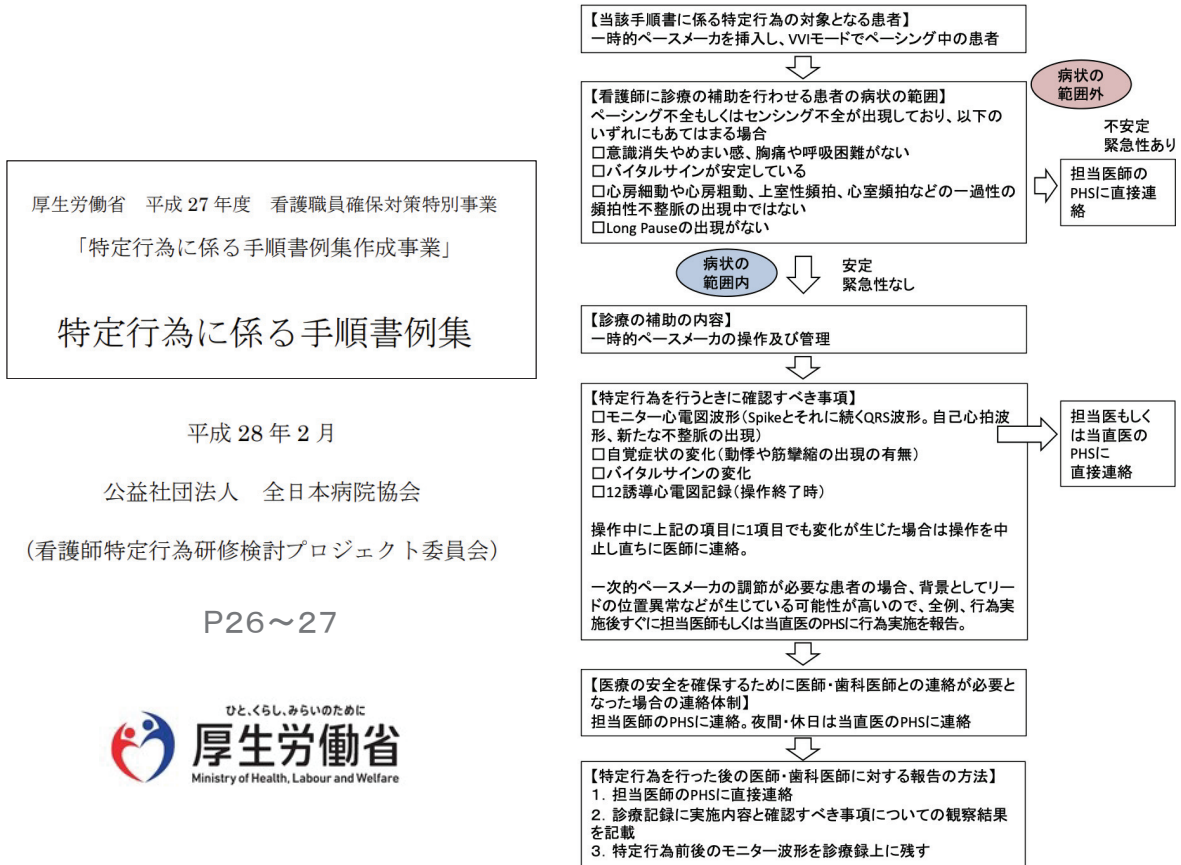 厚生労働省　平成 27 年度　看護職員確保対策特別事業
「特定行為に係る手順書例集作成事業」
特定行為に係る手順書例集
平成 28 年 2 月
公益社団法人　全日本病院協会
（看護師特定行為研修検討プロジェクト委員会）
P26～27
ひと、くらし、みらいのために
厚生労働省
Ministry of Health, Labour and Welfare
【当該手順書に係る特定行為の対象となる患者】
一時的ペースメーカを挿入し、VVIモードでペーシング中の患者
病状の
範囲外
【看護師に診療の補助を行わせる患者の病状の範囲】
ペーシング不全もしくはセンシング不全が出現しており、以下の
いずれにもあてはまる場合
□意識消失やめまい感、胸痛や呼吸困難がない
□バイタルサインが安定している
□心房細動や心房粗動、上室性頻拍、心室頻拍などの一過性の
頻拍性不整脈の出現中ではない
□Long Pauseの出現がない
不安定
緊急性あり
担当医師の
PHSに直接連
絡
病状の
範囲内
安定
緊急性なし
【診療の補助の内容】
一時的ペースメーカの操作及び管理
【特定行為を行うときに確認すべき事項】
□モニター心電図波形（Spikeとそれに続くQRS波形。自己心拍波
形、新たな不整脈の出現）
□自覚症状の変化（動悸や筋攣縮の出現の有無）
□バイタルサインの変化
□12誘導心電図記録（操作終了時）
操作中に上記の項目に1項目でも変化が生じた場合は操作を中
止し直ちに医師に連絡。
一次的ペースメーカの調節が必要な患者の場合、背景としてリー
ドの位置異常などが生じている可能性が高いので、全例、行為実
施後すぐに担当医師もしくは当直医のPHSに行為実施を報告。
担当医もしく
は当直医の
PHSに
直接連絡
【医療の安全を確保するために医師・歯科医師との連絡が必要と
なった場合の連絡体制】
担当医師のPHSに連絡。夜間・休日は当直医のPHSに連絡
【特定行為を行った後の医師・歯科医師に対する報告の方法】
1．担当医師のPHSに直接連絡
2．診療記録に実施内容と確認すべき事項についての観察結果
を記載
3．特定行為前後のモニター波形を診療録上に残す